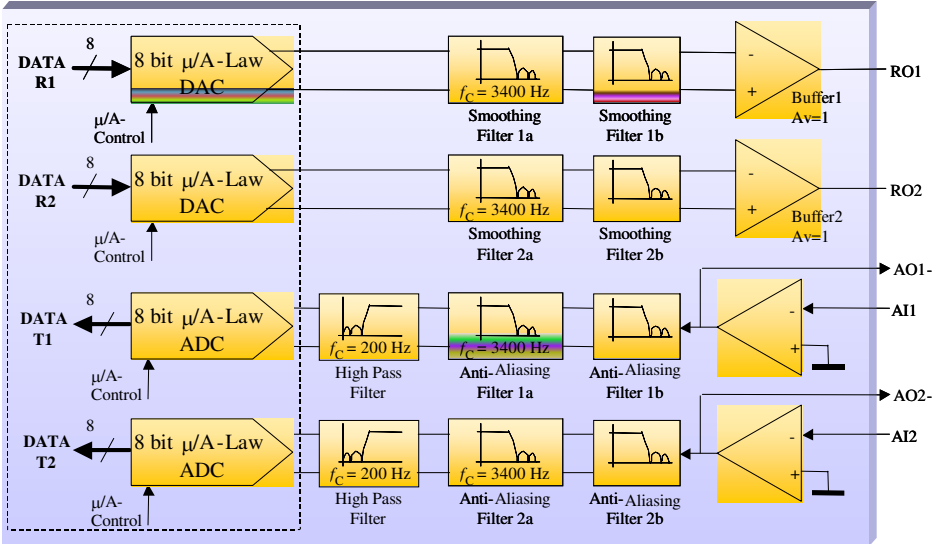 DATA
R1
8
8 bit μ/A-Law
DAC
μ/A-
Control
fC = 3400 Hz
Smoothing
Filter 1a
Smoothing
Filter 1b
-
+
Buffer1
Av=1
RO1
DATA
R2
8
8 bit μ/A-Law
DAC
μ/A-
Control
fC = 3400 Hz
Smoothing
Filter 2a
Smoothing
Filter 2b
-
+
Buffer2
Av=1
RO2
DATA
T1
8
8 bit μ/A-Law
ADC
μ/A-
Control
fC = 200 Hz
High Pass
Filter
fC = 3400 Hz
Anti-Aliasing
Filter 1a
Anti-Aliasing
Filter 1b
-
+
AO1-
AI1
DATA
T2
8
8 bit μ/A-Law
ADC
μ/A-
Control
fC = 200 Hz
High Pass
Filter
fC = 3400 Hz
Anti-Aliasing
Filter 2a
Anti-Aliasing
Filter 2b
-
+
AO2-
AI2